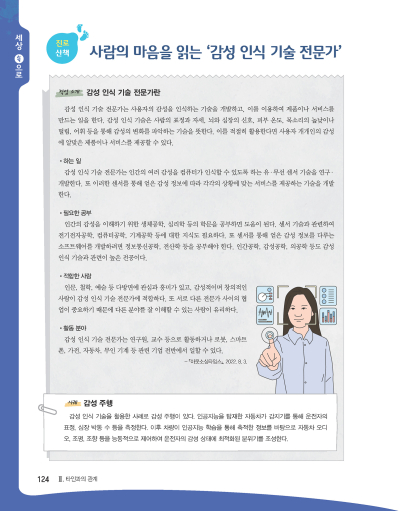 세상 속으로
진로
산책
사람의 마음을 읽는 ‘감성 인식 기술 전문가’
직업 소개 감성 인식 기술 전문가란
감성 인식 기술 전문가는 사용자의 감성을 인식하는 기술을 개발하고, 이를 이용하여 제품이나 서비스를
만드는 일을 한다. 감성 인식 기술은 사람의 표정과 자세, 뇌와 심장의 신호, 피부 온도, 목소리의 높낮이나
떨림, 어휘 등을 통해 감성의 변화를 파악하는 기술을 뜻한다. 이를 적절히 활용한다면 사용자 개개인의 감성
에 알맞은 제품이나 서비스를 제공할 수 있다.
• 하는 일
감성 인식 기술 전문가는 인간의 여러 감성을 컴퓨터가 인식할 수 있도록 하는 유·무선 센서 기술을 연구·
개발한다. 또 이러한 센서를 통해 얻은 감성 정보에 따라 각각의 상황에 맞는 서비스를 제공하는 기술을 개발
한다.
• 필요한 공부
인간의 감성을 이해하기 위한 생체공학, 심리학 등의 학문을 공부하면 도움이 된다. 센서 기술과 관련하여
전기전자공학, 컴퓨터공학, 기계공학 등에 대한 지식도 필요하다. 또 센서를 통해 얻은 감성 정보를 다루는
소프트웨어를 개발하려면 정보통신공학, 전산학 등을 공부해야 한다. 인간공학, 감성공학, 의공학 등도 감성
인식 기술과 관련이 높은 전공이다.
• 적합한 사람
인문, 철학, 예술 등 다방면에 관심과 흥미가 있고, 감성적이며 창의적인
사람이 감성 인식 기술 전문가에 적합하다. 또 서로 다른 전문가 사이의 협
업이 중요하기 때문에 다른 분야를 잘 이해할 수 있는 사람이 유리하다.
• 활동 분야
감성 인식 기술 전문가는 연구원, 교수 등으로 활동하거나 로봇, 스마트
폰, 가전, 자동차, 무인 기계 등 관련 기업 전반에서 일할 수 있다.
2022. 8. 3.
사례 감성 주행
감성 인식 기술을 활용한 사례로 감성 주행이 있다. 인공지능을 탑재한 자동차가 감지기를 통해 운전자의
표정, 심장 박동 수 등을 측정한다. 이후 차량이 인공지능 학습을 통해 축적한 정보를 바탕으로 자동차 오디
오, 조명, 조향 등을 능동적으로 제어하여 운전자의 감성 상태에 최적화된 분위기를 조성한다.
124 Ⅱ. 타인과의 관계